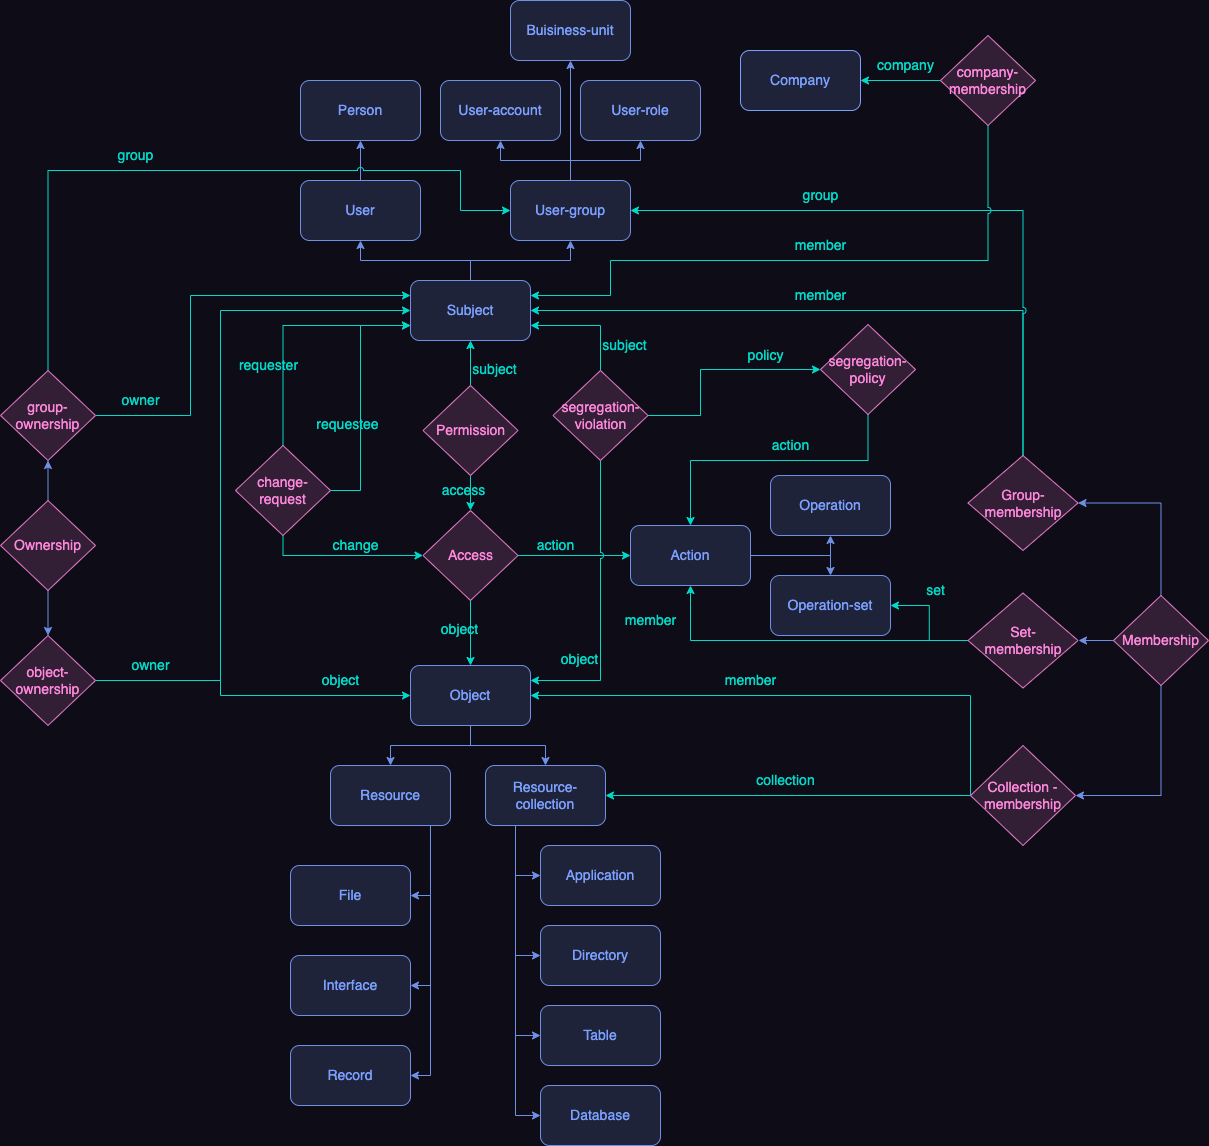 Buisiness-unit
company
company-
membership
Company
Person
User-account
User-role
group
User
User-group
group
member
Subject
member
requester
subject
subject
policy
segregation-
policy
group-
ownership
owner
requestee
Permission
segregation-
violation
action
change-
request
access
Operation
Group-
membership
Ownership
change
Access
action
Action
set
Operation-set
member
object
Set-
membership
Membership
object-
ownership
owner
object
object
Object
member
Resource
Resource-
collection
collection
Collection -
membership
Application
File
Directory
Interface
Table
Record
Database